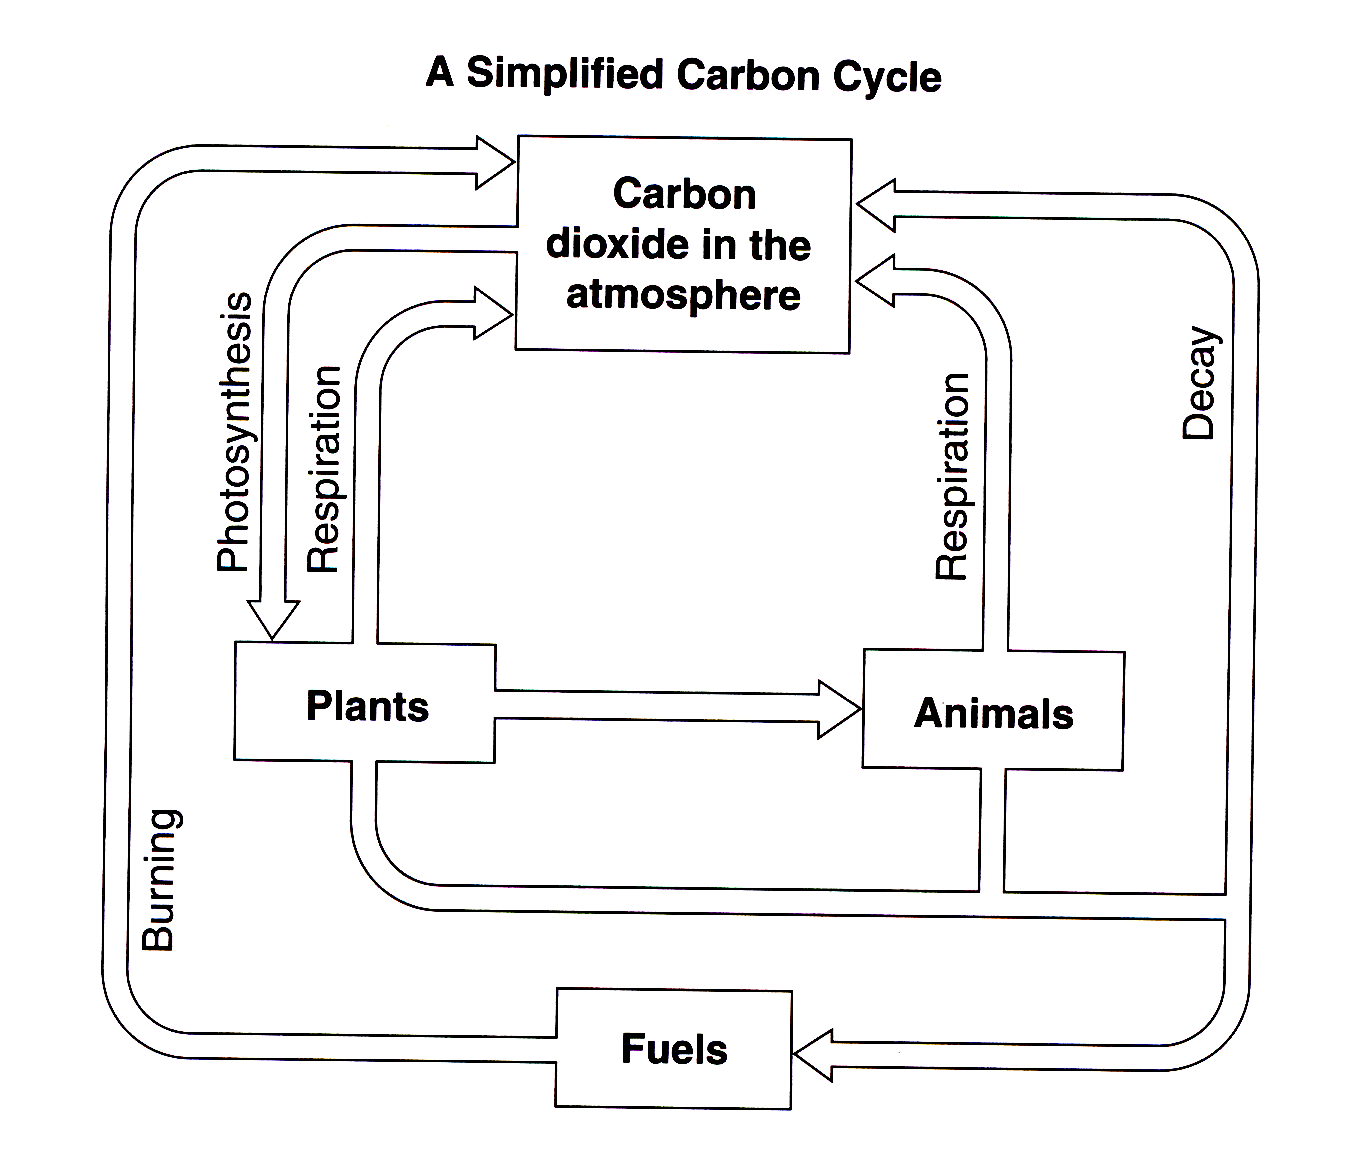 A Simplified Carbon Cycle
Carbon
dioxide in the
atmosphere
Photosynthesis
Respiration
Respiration
Decay
Plants
Animals
Burning
Fuels